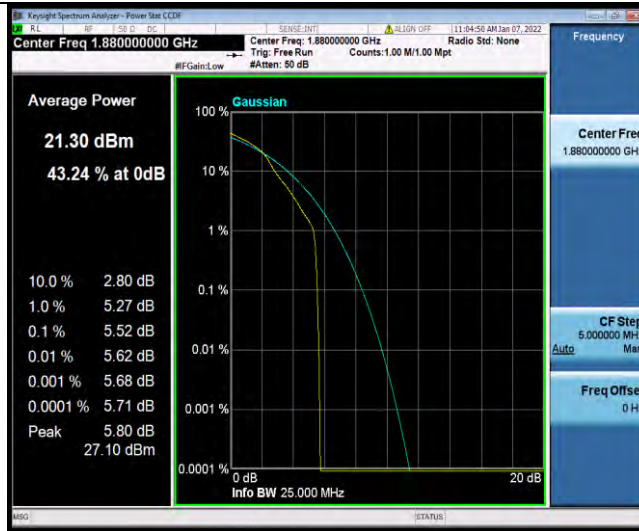 Keysight Spectrum Analyzer - Power Stat CCDF
RL RF 50 Ω DC SENSE:INT ALIGN OFF 11:04:50 AM Jan 07, 2022
Center Freq 1.880000000 GHz
Center Freq: 1.880000000 GHz Radio Std: None
Trig: Free Run Counts:1.00 M/1.00 Mpt
#IFGain:Low #Atten: 50 dB
Frequency
Average Power
21.30 dBm
43.24 % at 0dB
10.0 % 2.80 dB
1.0 % 5.27 dB
0.1 % 5.52 dB
0.01 % 5.62 dB
0.001 % 5.68 dB
0.0001 % 5.71 dB
Peak 5.80 dB
27.10 dBm
Gaussian
100 %
10 %
1 %
0.1 %
0.01 %
0.001 %
0.0001 %
0 dB 20 dB
Info BW 25.000 MHz
Center Fre
1.880000000 GH
CF Step
5.000000 MH
Auto Ma
Freq Offse
0 H
MSG STATUS